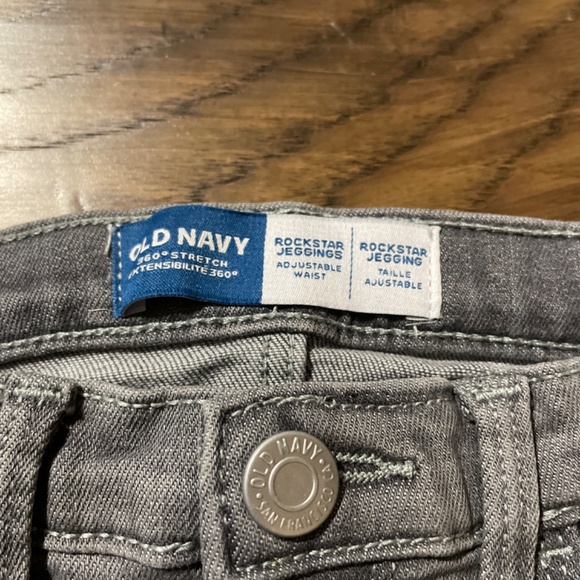 OLD NAVY
360° STRETCH
EXTENSIBILITÉ 360°
ROCKSTAR
JEGGINGS
ADJUSTABLE
WAIST
ROCKSTAR
JEGGING
TAILLE
AJUSTABLE
OLD NAVY
SAN FRANCISCO CA